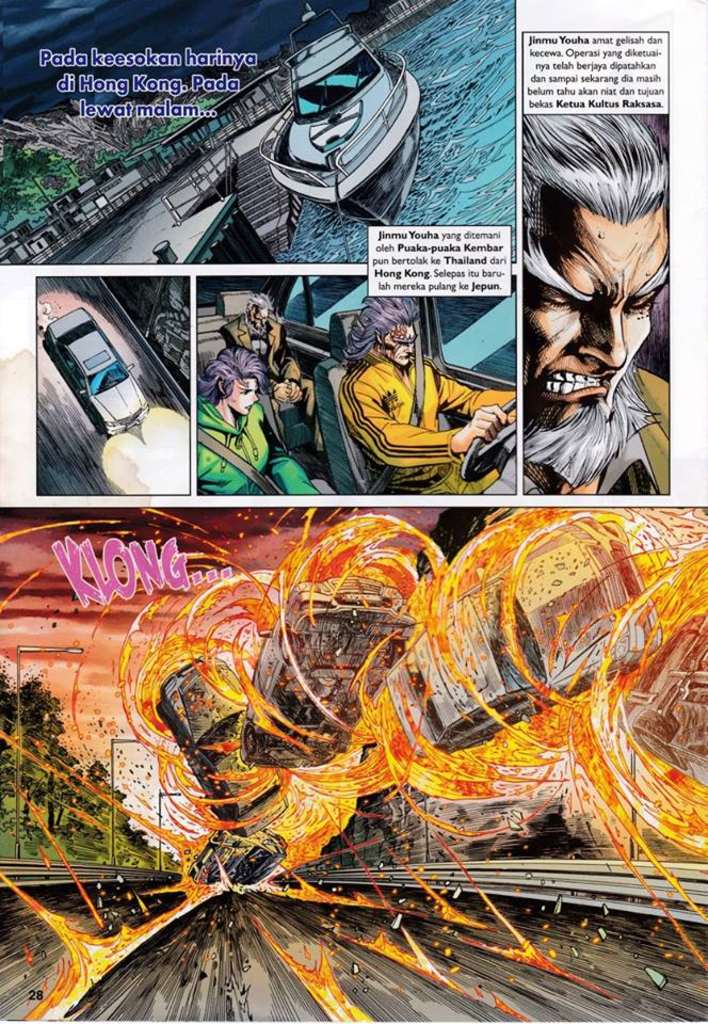 Pada keesokan harinya
di Hong Kong. Pada
lewat malam...
Jinmu Youha amat gelisah dan
kecewa. Operasi yang diketuai-
nya telah berjaya dipatahkan
dan sampai sekarang dia masih
belum tahu akan niat dan tujuan
bekas Ketua Kultus Raksasa.
Jinmu Youha yang ditemani
oleh Puaka-puaka Kembar
pun bertolak ke Thailand dari
Hong Kong. Selepas itu baru-
lah mereka pulang ke Jepun.
KLONG...
28